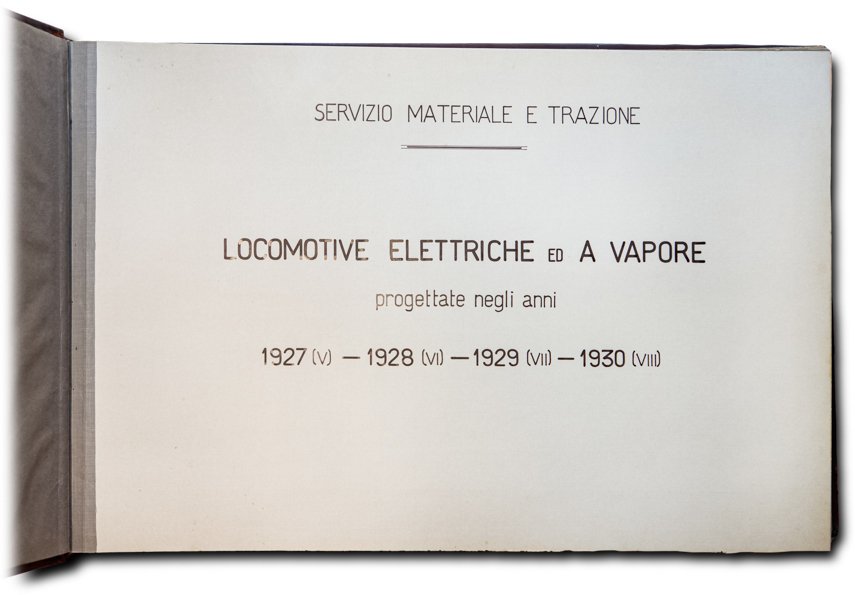 SERVIZIO MATERIALE E TRAZIONE
LOCOMOTIVE ELETTRICHE ED A VAPORE
progettate negli anni
1927 (V) — 1928 (VI) — 1929 (VII) — 1930 (VIII)